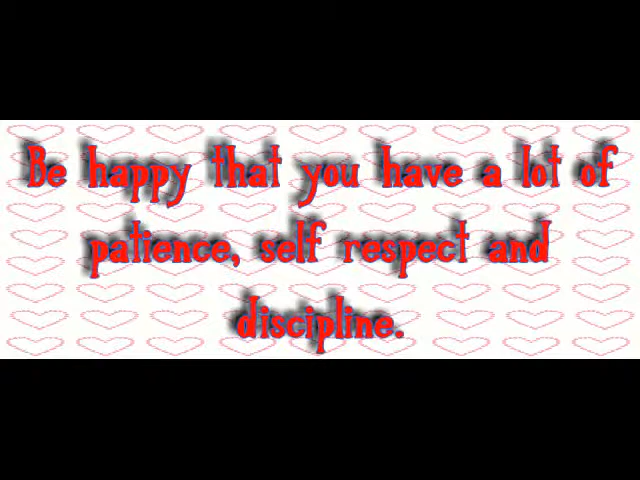 Be happy that you have a lot of
patience, self respect and
discipline.